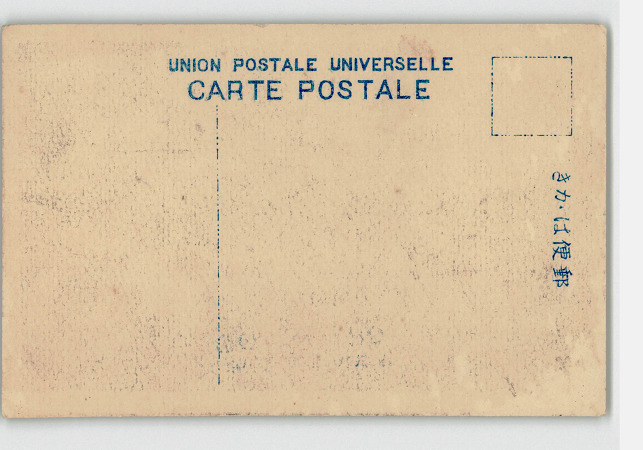 UNION POSTALE UNIVERSELLE
CARTE POSTALE
きかは便郵